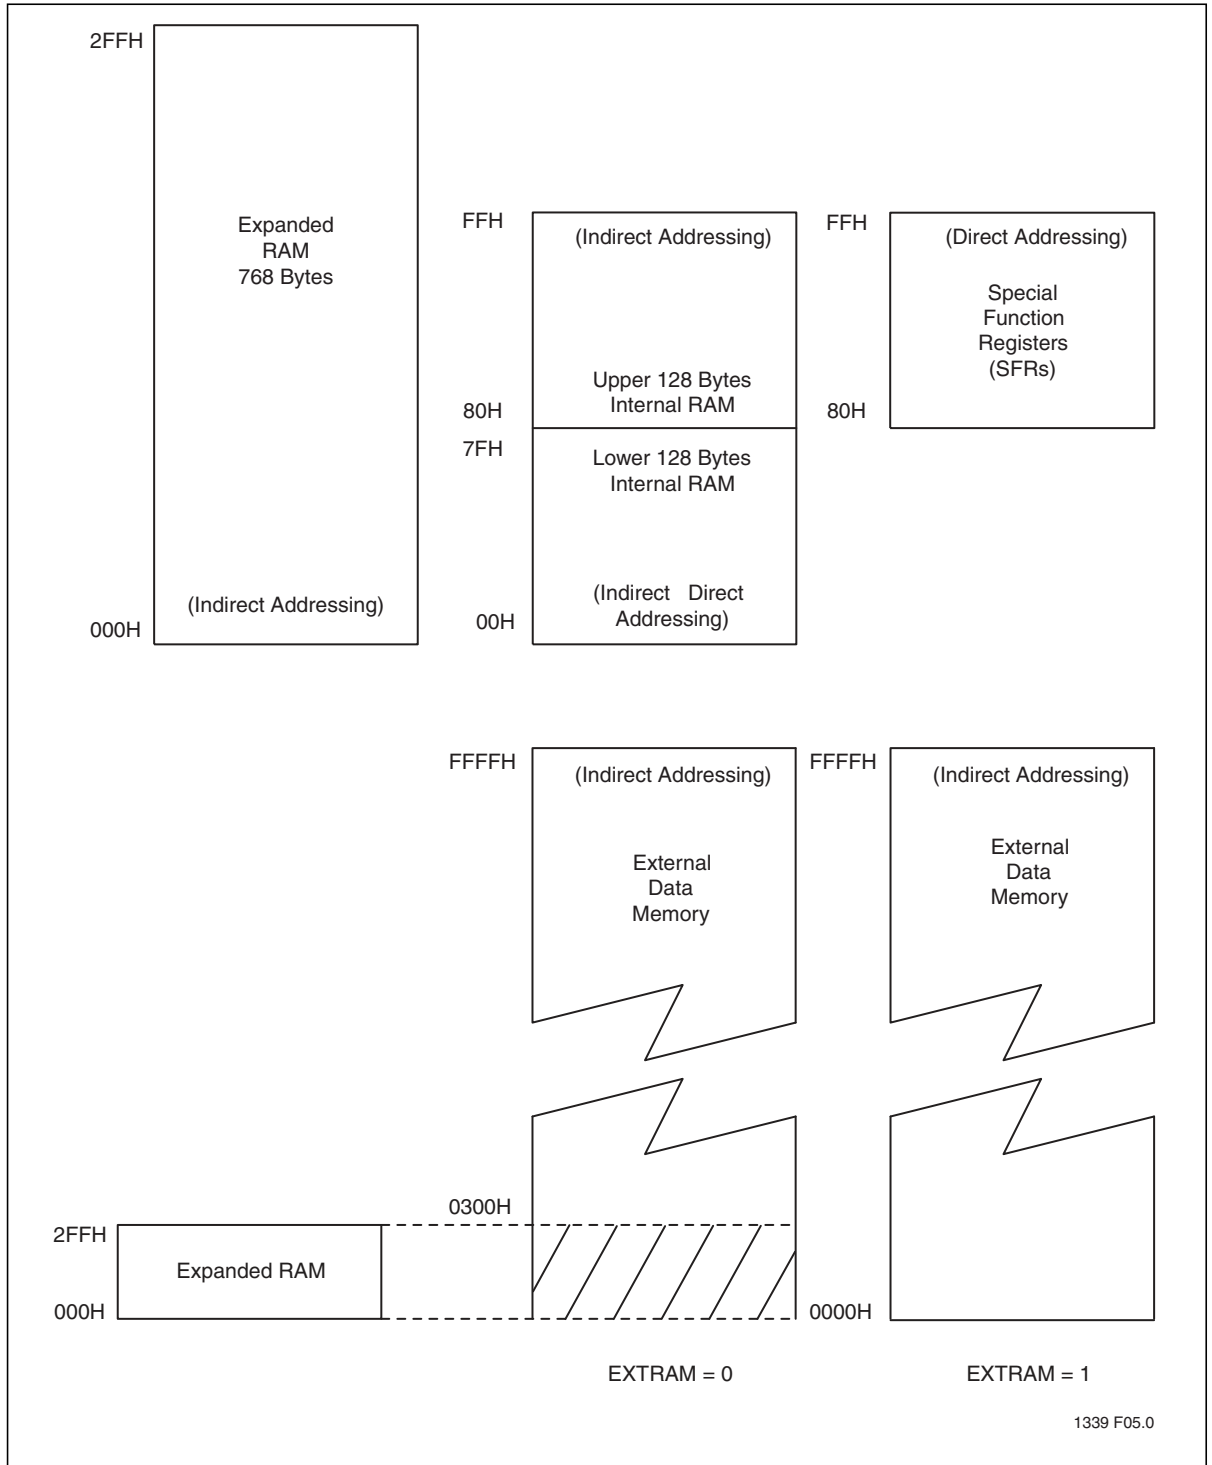 2FFH
Expanded
RAM
768 Bytes
(Indirect Addressing)
000H
FFH
(Indirect Addressing)
Upper 128 Bytes
Internal RAM
80H
7FH
Lower 128 Bytes
Internal RAM
(Indirect Direct
Addressing)
00H
FFH
(Direct Addressing)
Special
Function
Registers
(SFRs)
80H
FFFFH
(Indirect Addressing)
External
Data
Memory
FFFFH
(Indirect Addressing)
External
Data
Memory
0300H
2FFH
Expanded RAM
000H
0000H
EXTRAM = 0
EXTRAM = 1
1339 F05.0